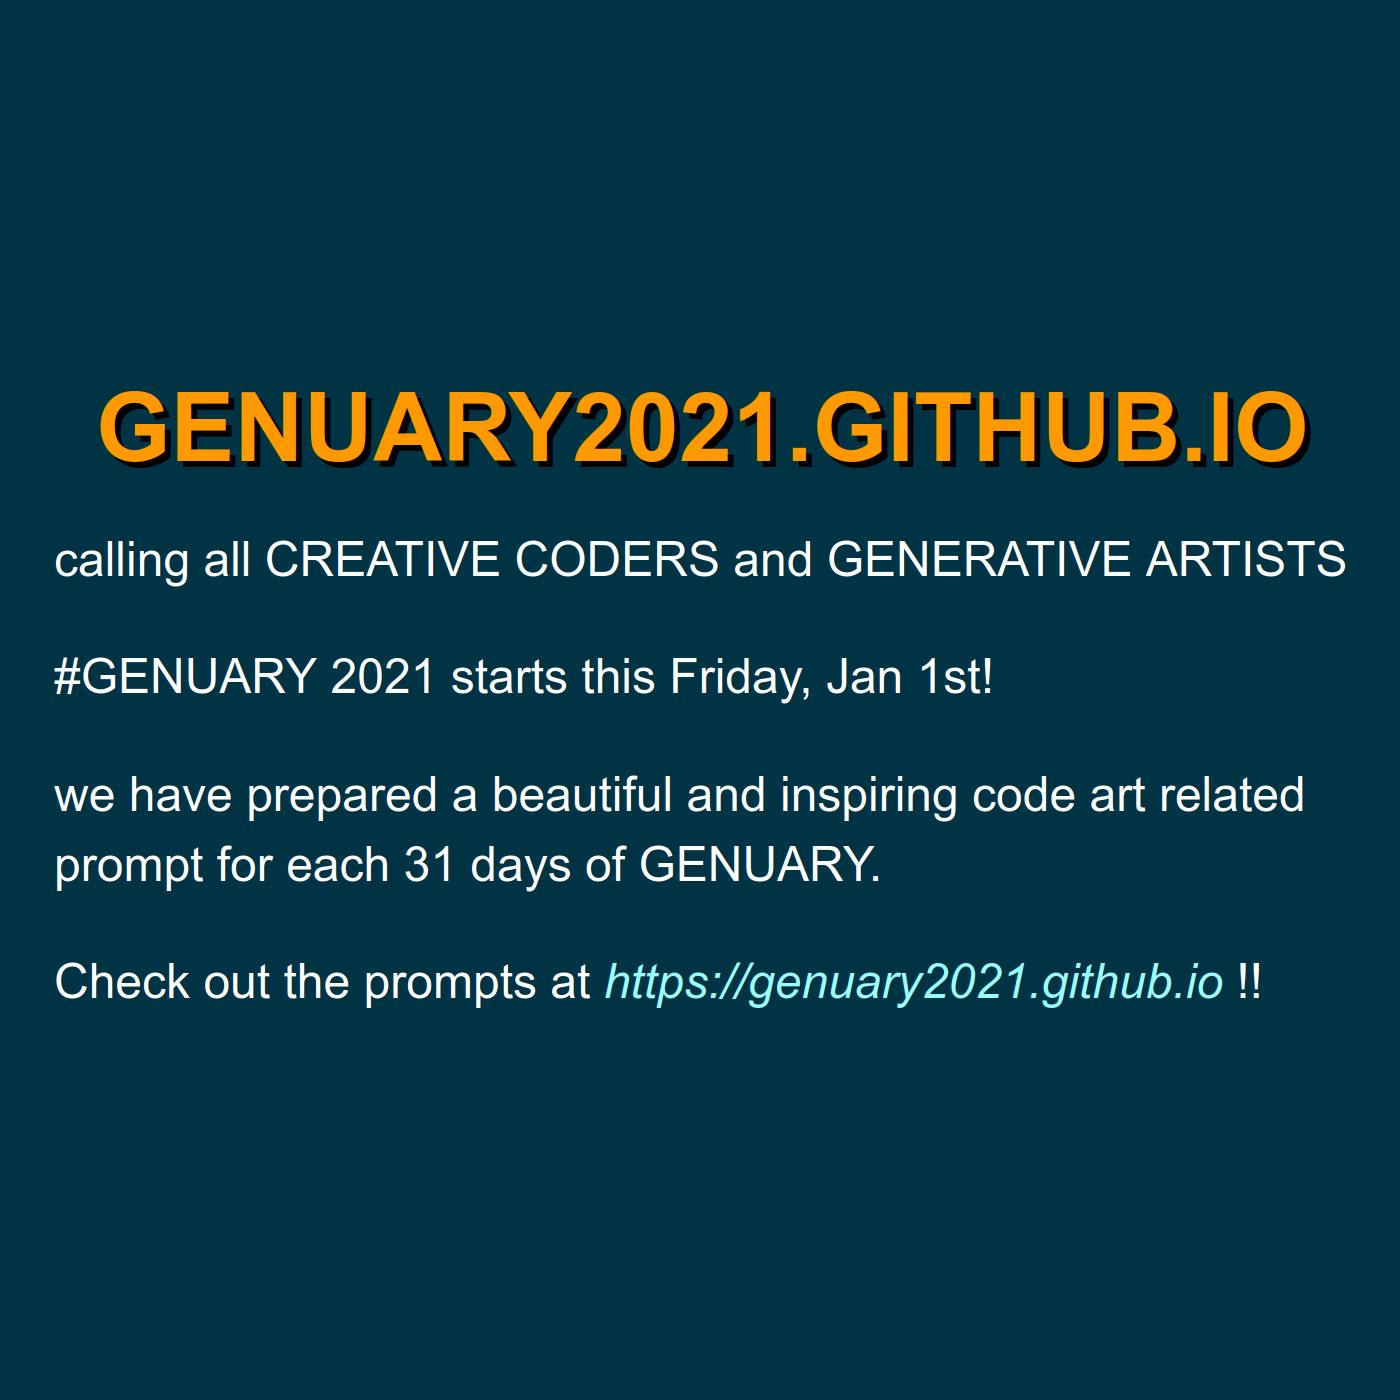 GENUARY2021.GITHUB.IO
calling all CREATIVE CODERS and GENERATIVE ARTISTS
#GENUARY 2021 starts this Friday, Jan 1st!
we have prepared a beautiful and inspiring code art related
prompt for each 31 days of GENUARY.
Check out the prompts at https://genuary2021.github.io !!